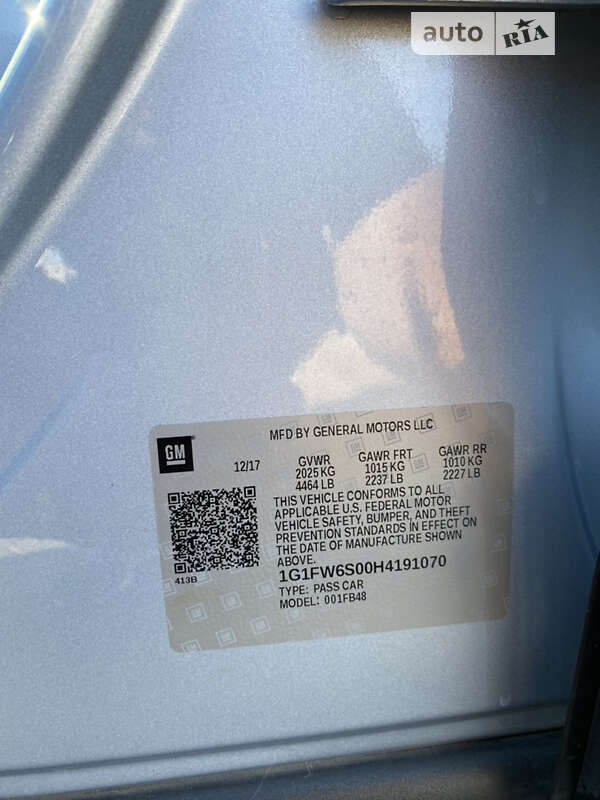 auto RIA
MFD BY GENERAL MOTORS LLC
GM
12/17
GVWR GAWR FRT GAWR RR
2025 KG 1015 KG 1010 KG
4464 LB 2237 LB 2227 LB
THIS VEHICLE CONFORMS TO ALL
APPLICABLE U.S. FEDERAL MOTOR
VEHICLE SAFETY, BUMPER, AND THEFT
PREVENTION STANDARDS IN EFFECT ON
THE DATE OF MANUFACTURE SHOWN
ABOVE.
413B
1G1FW6S00H4191070
TYPE: PASS CAR
MODEL: 001FB48